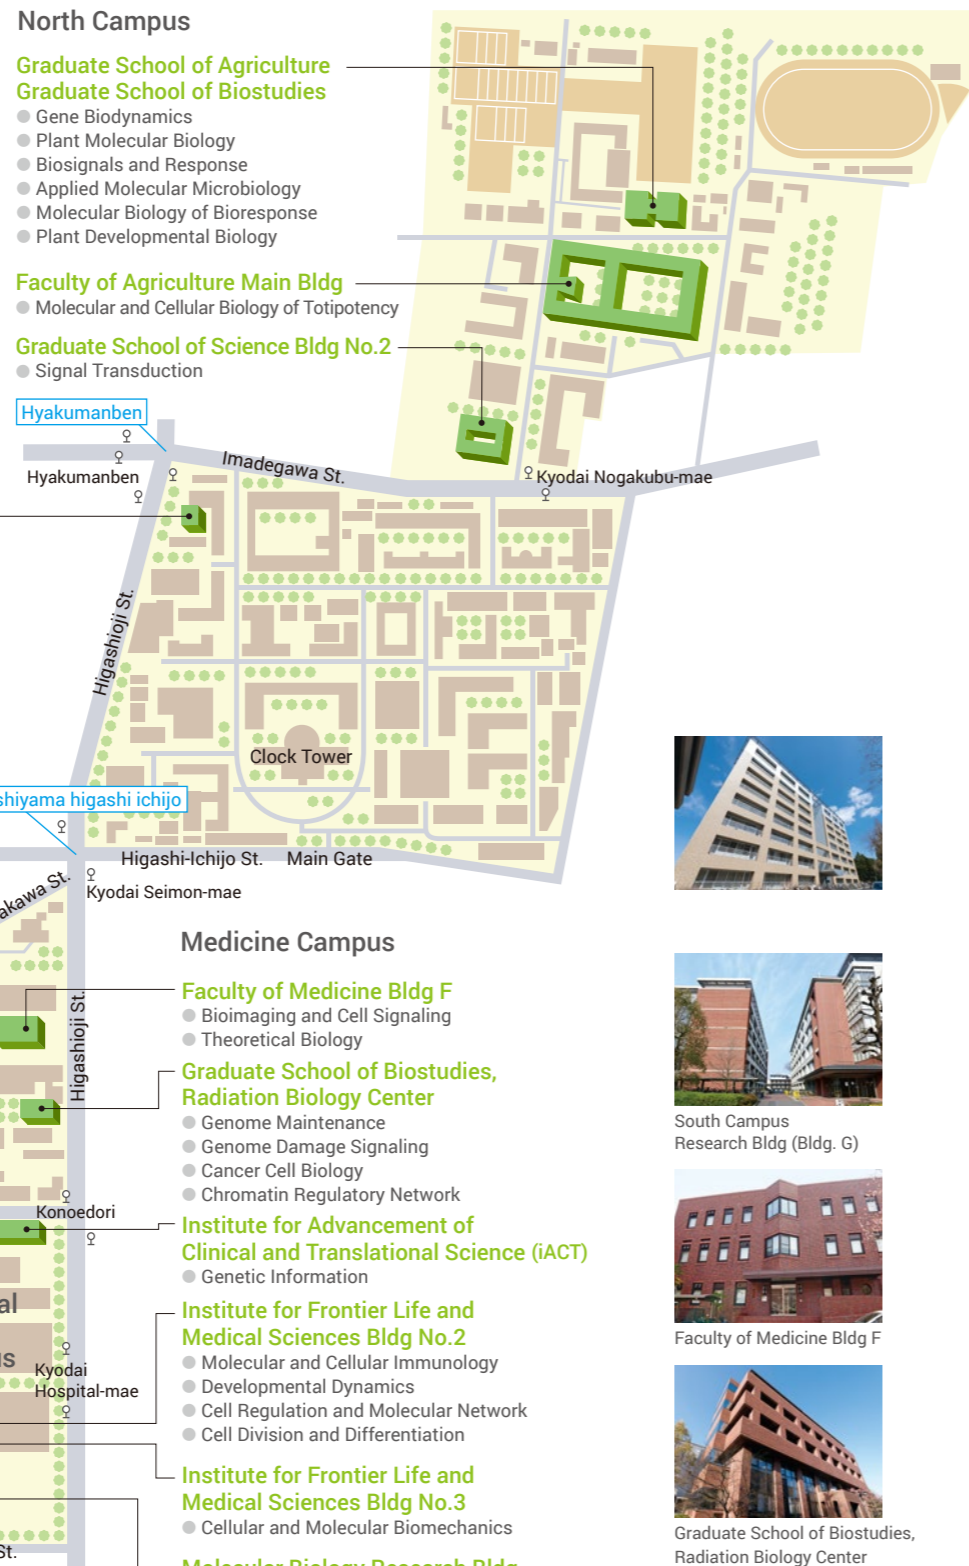 North Campus
Graduate School of Agriculture
Graduate School of Biostudies
Gene Biodynamics
Plant Molecular Biology
Biosignals and Response
Applied Molecular Microbiology
Molecular Biology of Bioresponse
Plant Developmental Biology
Faculty of Agriculture Main Bldg
Molecular and Cellular Biology of Totipotency
Graduate School of Science Bldg No.2
Signal Transduction
Hyakumanben
Hyakumanben
Imadegawa St.
Kyodai Nogakubu-mae
Higashioji St.
Clock Tower
shiyama higashi ichijo
Higashi-Ichijo St.
Main Gate
akawa St.
Kyodai Seimon-mae
Higashioji St.
Konoedori
al
us
Kyodai
Hospital-mae
St.
Medicine Campus
Faculty of Medicine Bldg F
Bioimaging and Cell Signaling
Theoretical Biology
Graduate School of Biostudies,
Radiation Biology Center
Genome Maintenance
Genome Damage Signaling
Cancer Cell Biology
Chromatin Regulatory Network
Institute for Advancement of
Clinical and Translational Science (iACT)
Genetic Information
Institute for Frontier Life and
Medical Sciences Bldg No.2
Molecular and Cellular Immunology
Developmental Dynamics
Cell Regulation and Molecular Network
Cell Division and Differentiation
Institute for Frontier Life and
Medical Sciences Bldg No.3
Cellular and Molecular Biomechanics
Molecular Biology Research Bldg
South Campus
Research Bldg (Bldg. G)
Faculty of Medicine Bldg F
Graduate School of Biostudies,
Radiation Biology Center